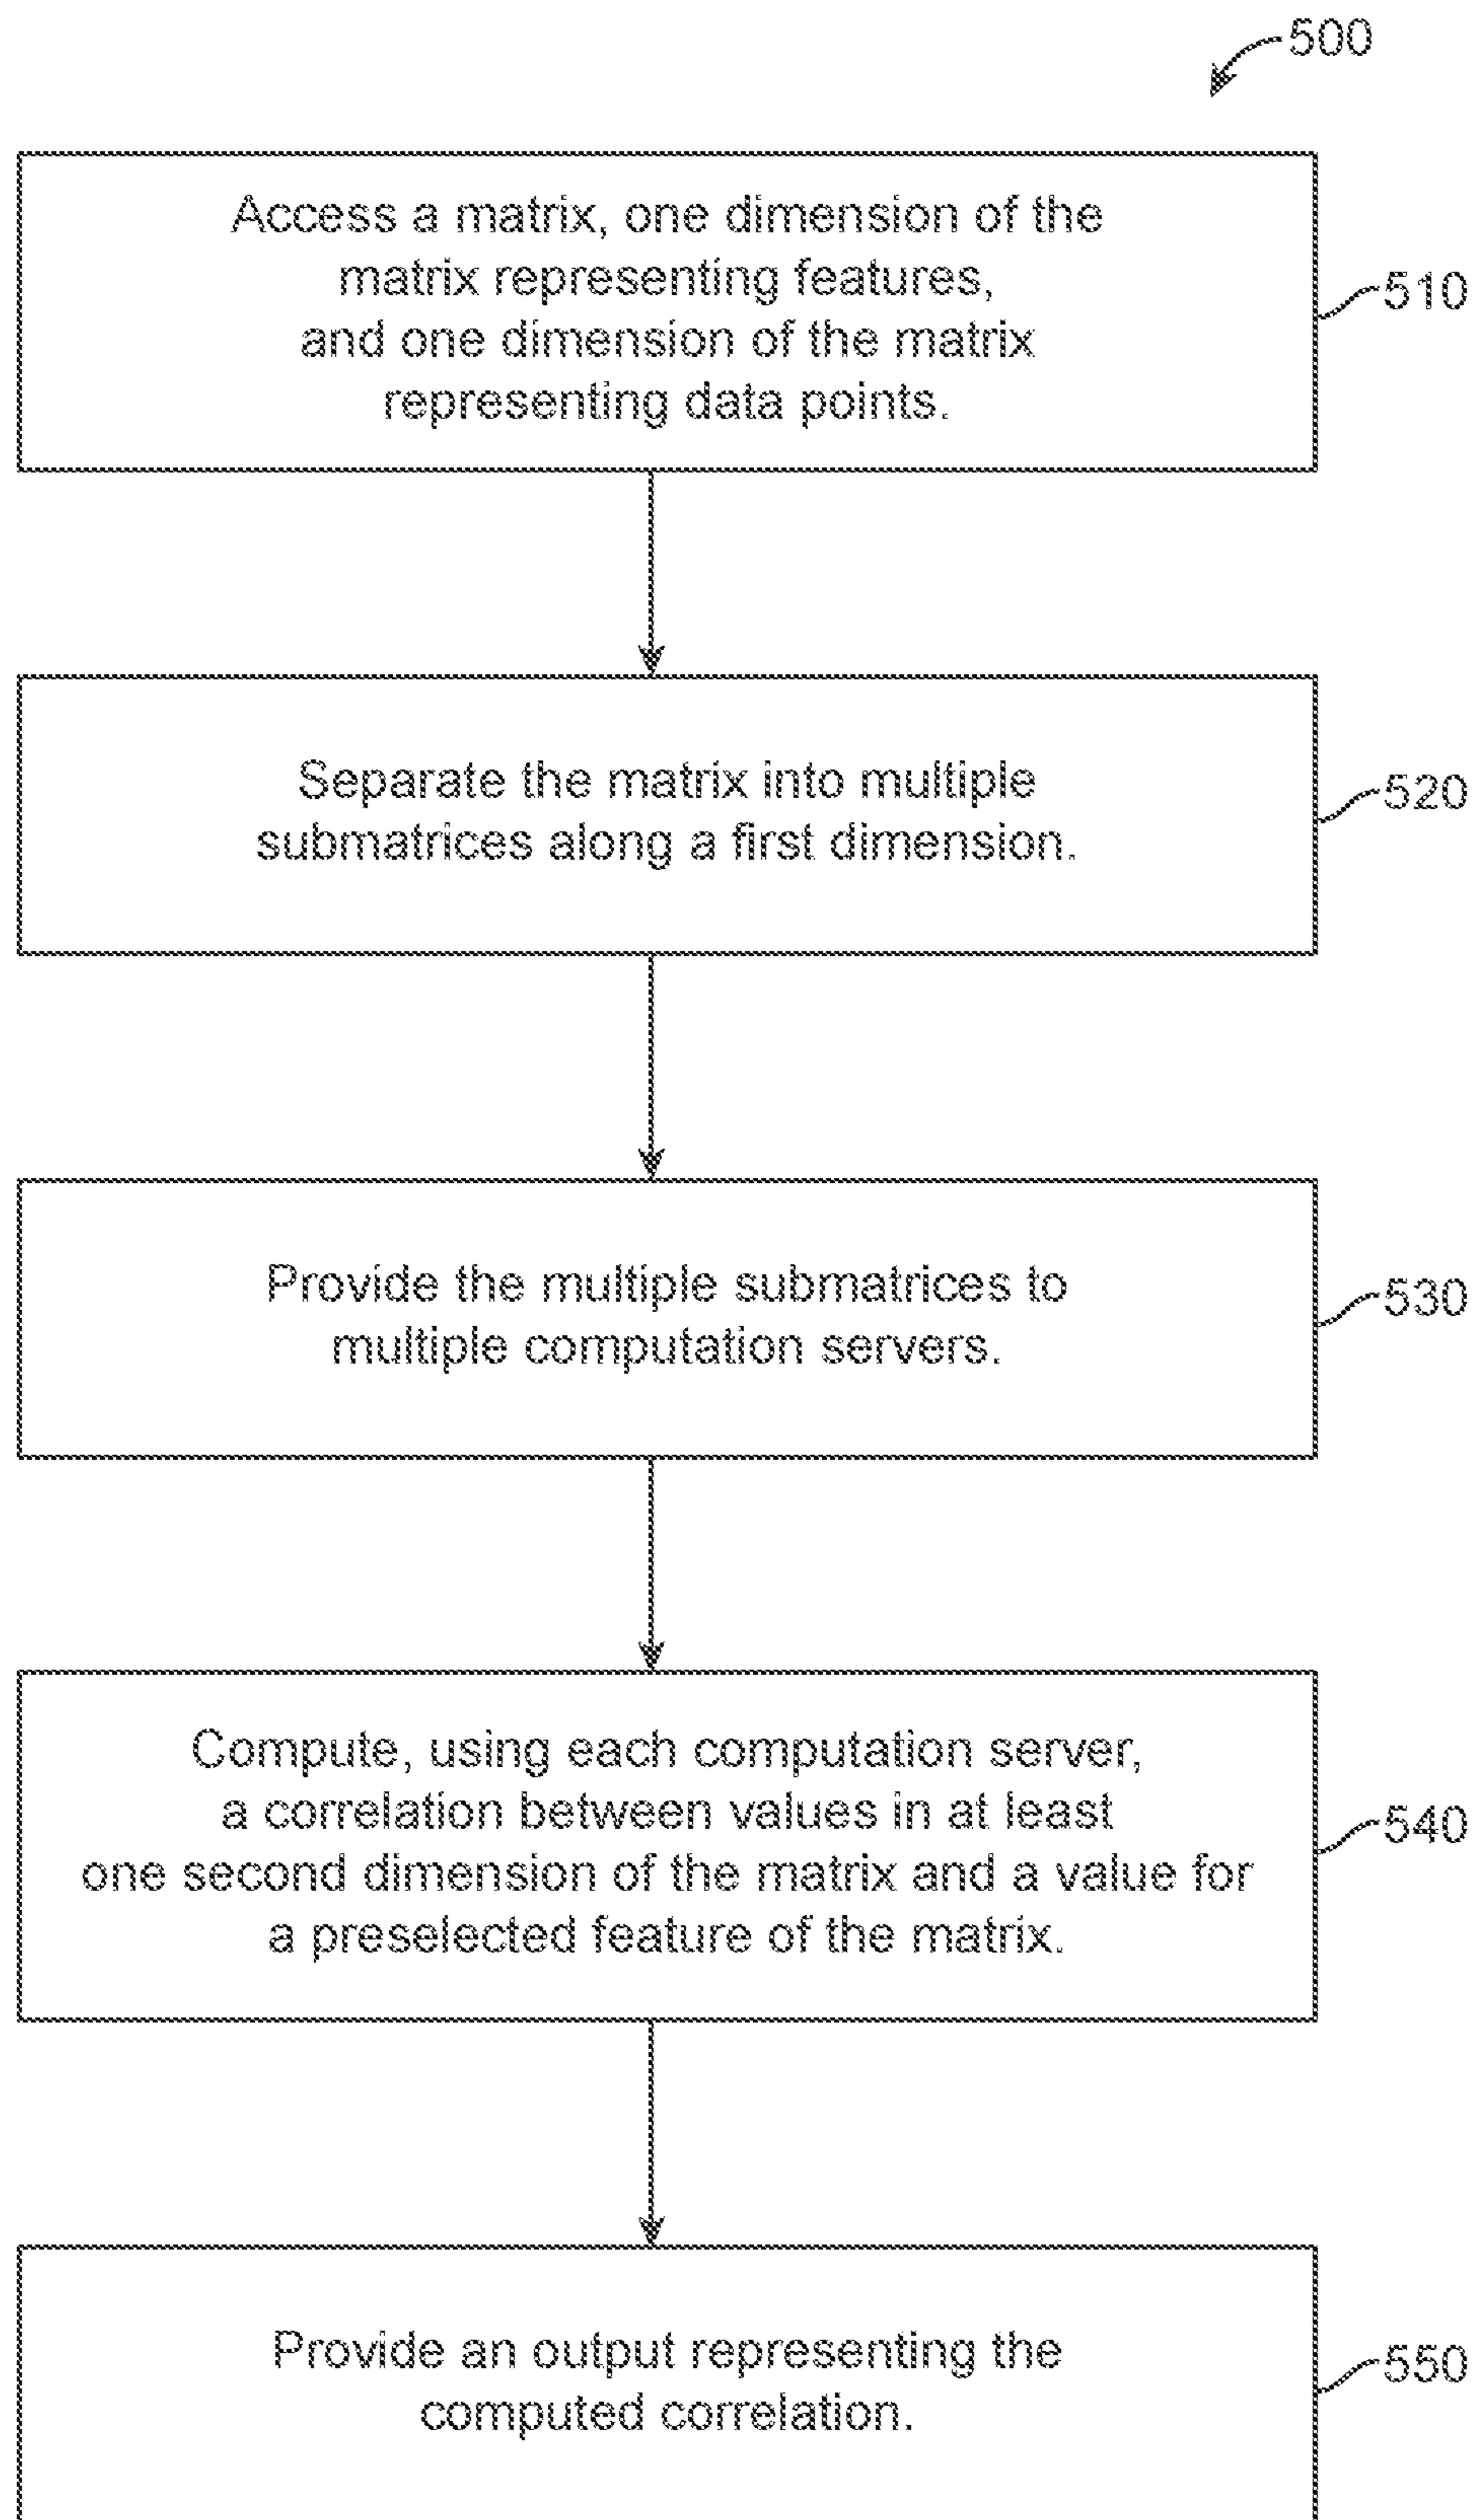 500
Access a matrix, one dimension of the
matrix representing features,
and one dimension of the matrix
representing data points.
510
Separate the matrix into multiple
submatrices along a first dimension.
520
Provide the multiple submatrices to
multiple computation servers.
530
Compute, using each computation server,
a correlation between values in at least
one second dimension of the matrix and a value for
a preselected feature of the matrix.
540
Provide an output representing the
computed correlation.
550